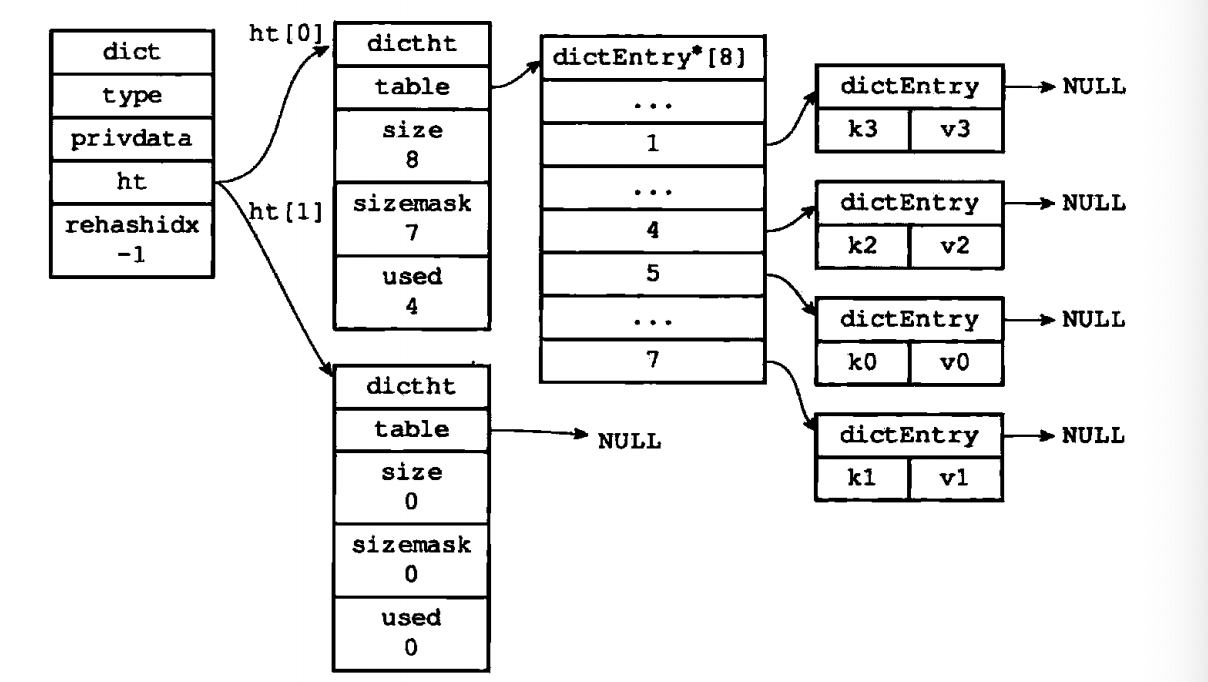 dict
type
privdata
ht
rehashidx
-1
ht[0]
ht[1]
dictht
table
size
8
sizemask
7
used
4
dictht
table
size
0
sizemask
0
used
0
NULL
dictEntry*[8]
...
1
...
4
5
...
7
dictEntry
k3 v3
NULL
dictEntry
k2 v2
NULL
dictEntry
k0 v0
NULL
dictEntry
k1 v1
NULL